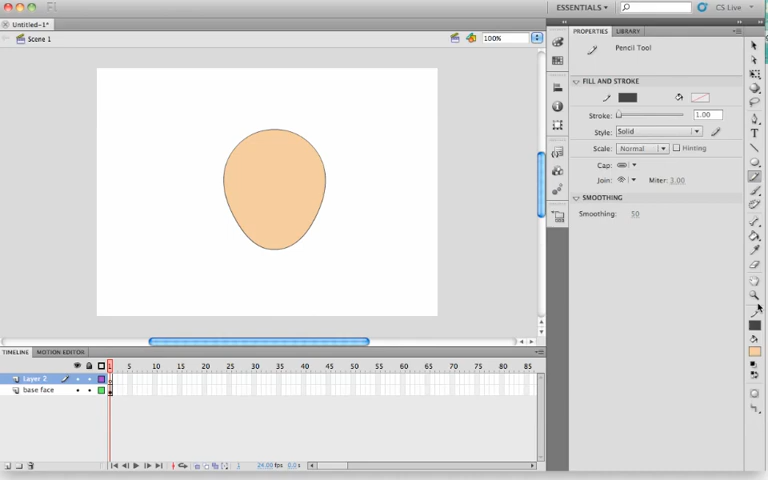 ESSENTIALS
CS Live
Untitled-1*
Scene 1
100%
PROPERTIES
LIBRARY
Pencil Tool
FILL AND STROKE
Stroke:
1.00
Style:
Solid
Scale:
Normal
Hinting
Cap:
Join:
Miter: 3.00
SMOOTHING
Smoothing:
50
TIMELINE
MOTION EDITOR
1 5 10 15 20 25 30 35 40 45 50 55 60 65 70 75 80 85
Layer 2
base face
1
24.00 fps
0.0 s